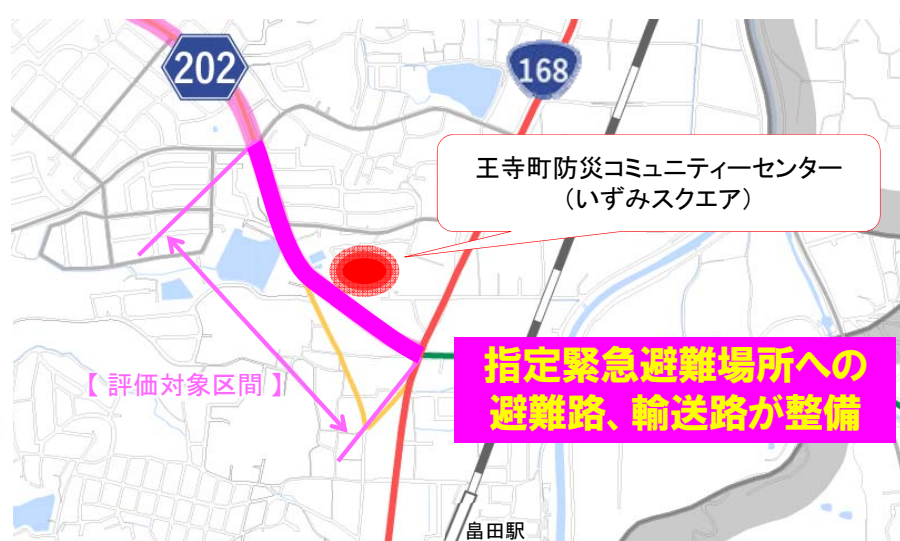 202
168
王寺町防災コミュニティーセンター
（いずみスクエア）
指定緊急避難場所への
避難路、輸送路が整備
【 評価対象区間 】
畠田駅